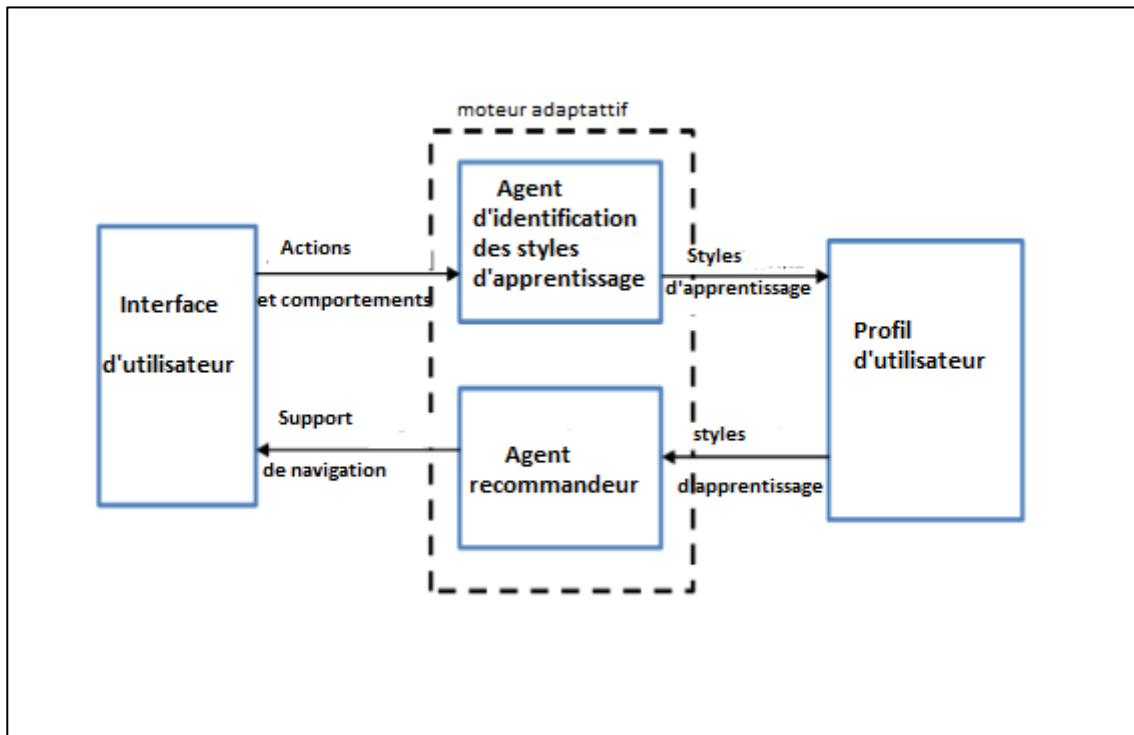 moteur adaptattif
Agent
d'identification
des styles
d'apprentissage
Actions
et comportements
Styles
d'apprentissage
Interface
d'utilisateur
Profil
d'utilisateur
Support
de navigation
Agent
recommandeur
styles
d'apprentissage